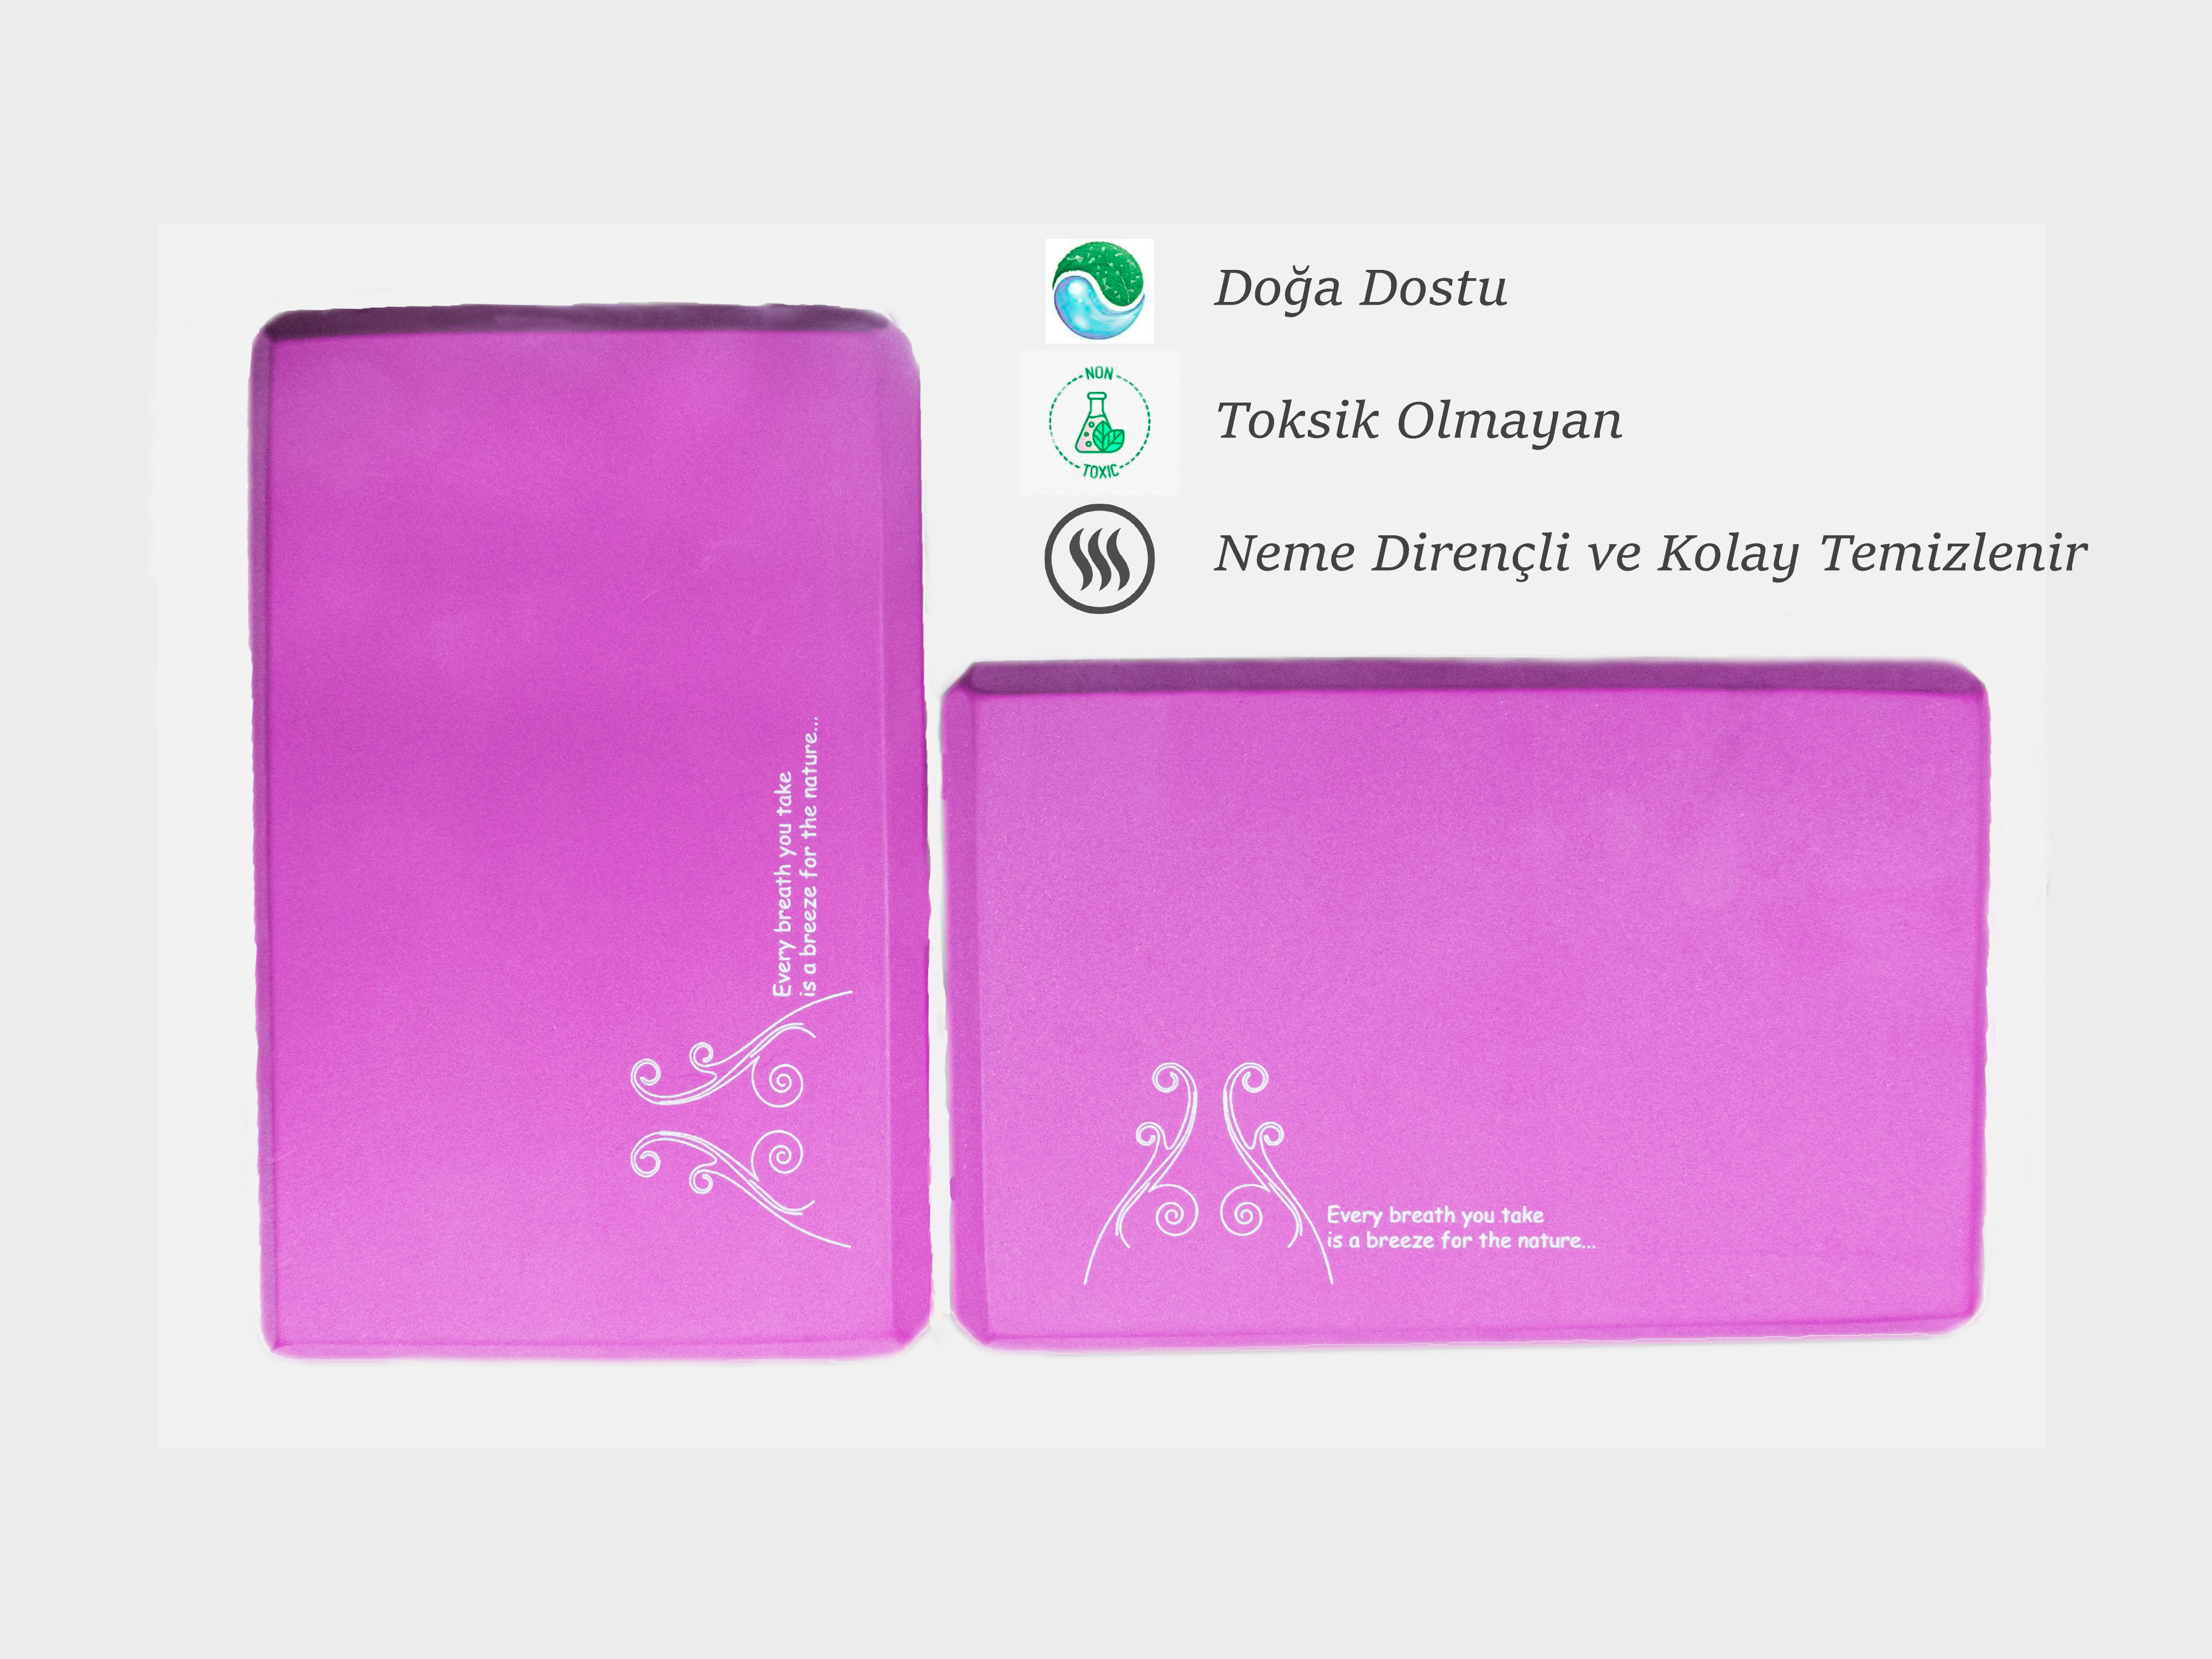 Doğa Dostu
NON
TOXIC
Toksik Olmayan
Neme Dirençli ve Kolay Temizlenir
Every breath you take
is a breeze for the nature...
Every breath you take
is a breeze for the nature...